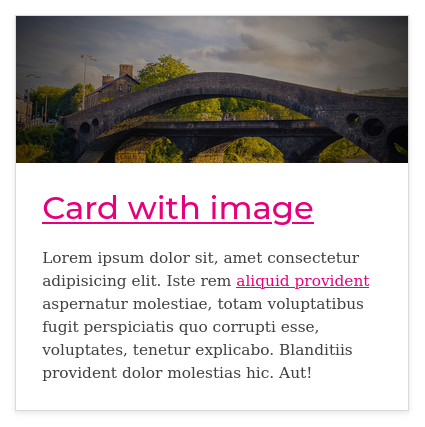 Card with image
Lorem ipsum dolor sit, amet consectetur
adipisicing elit. Iste rem aliquid provident
aspernatur molestiae, totam voluptatibus
fugit perspiciatis quo corrupti esse,
voluptates, tenetur explicabo. Blanditiis
provident dolor molestias hic. Aut!